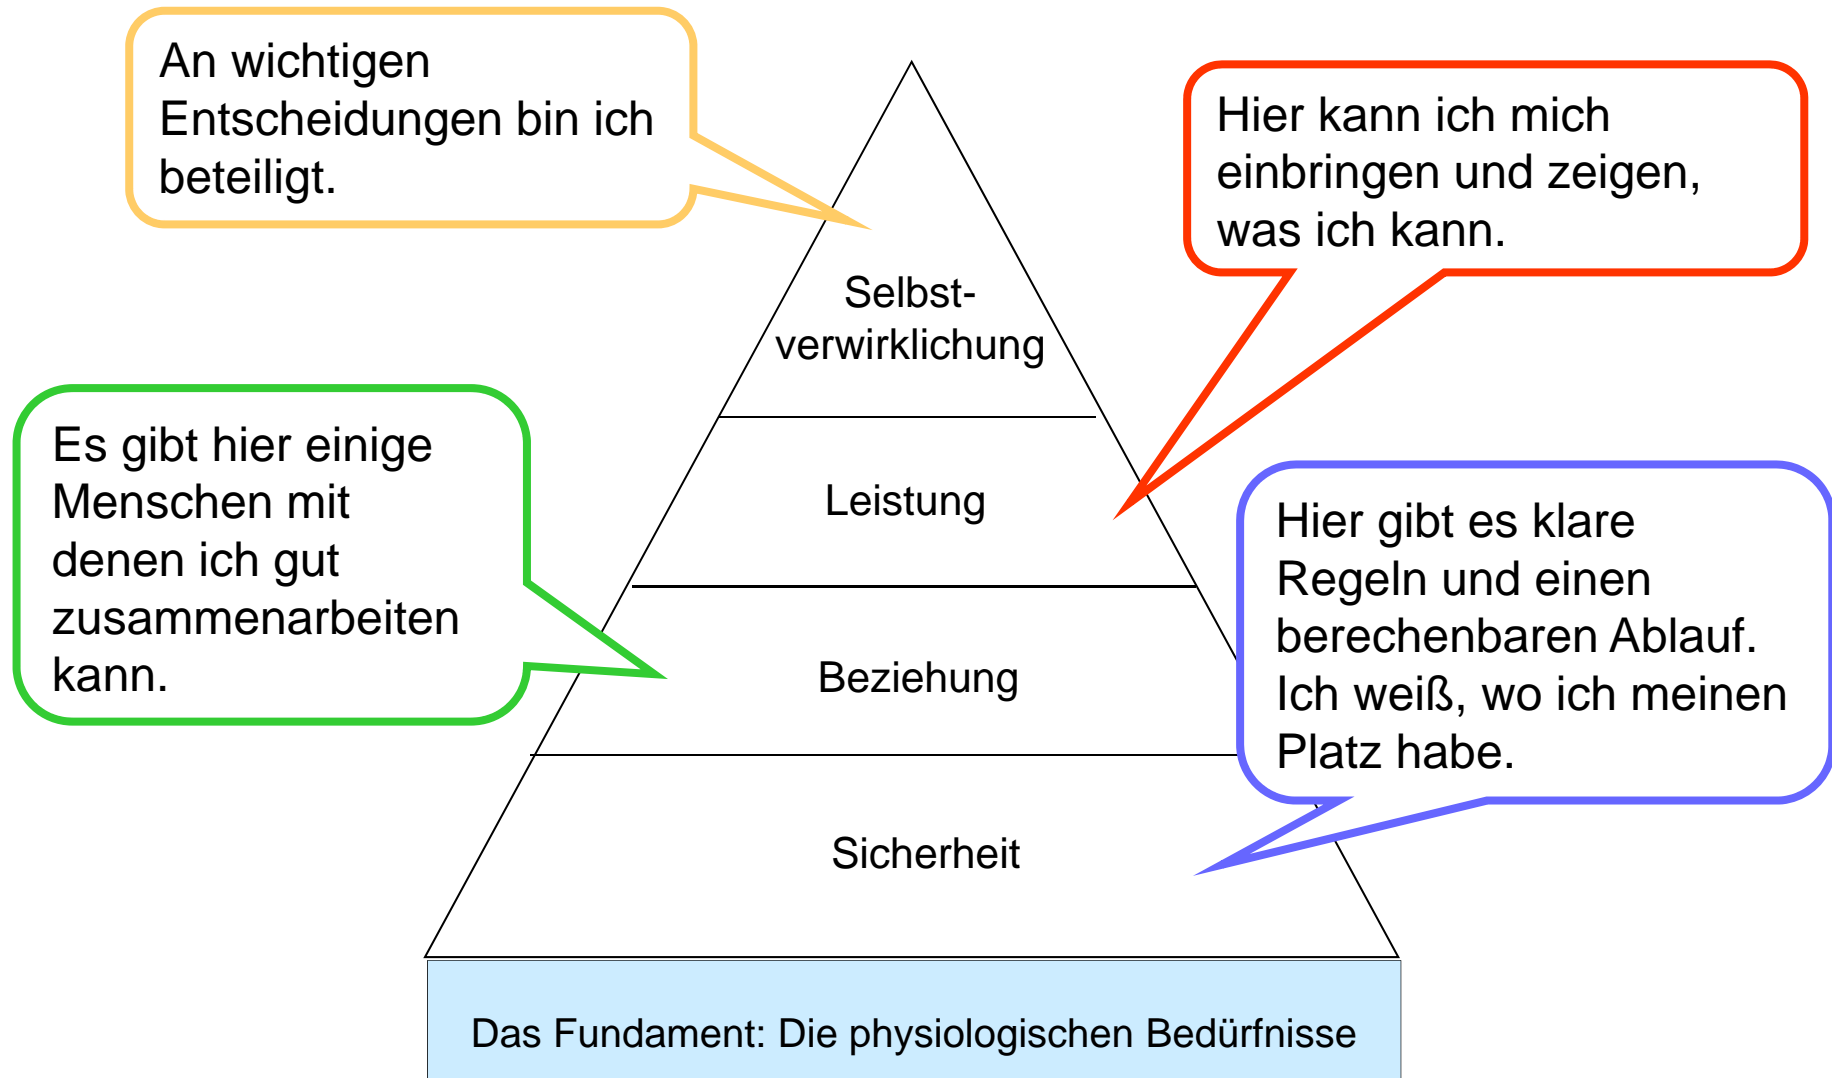 An wichtigen
Entscheidungen bin ich
beteiligt.
Hier kann ich mich
einbringen und zeigen,
was ich kann.
Selbst-
verwirklichung
Es gibt hier einige
Menschen mit
denen ich gut
zusammenarbeiten
kann.
Leistung
Hier gibt es klare
Regeln und einen
berechenbaren Ablauf.
Ich weiß, wo ich meinen
Platz habe.
Beziehung
Sicherheit
Das Fundament: Die physiologischen Bedürfnisse